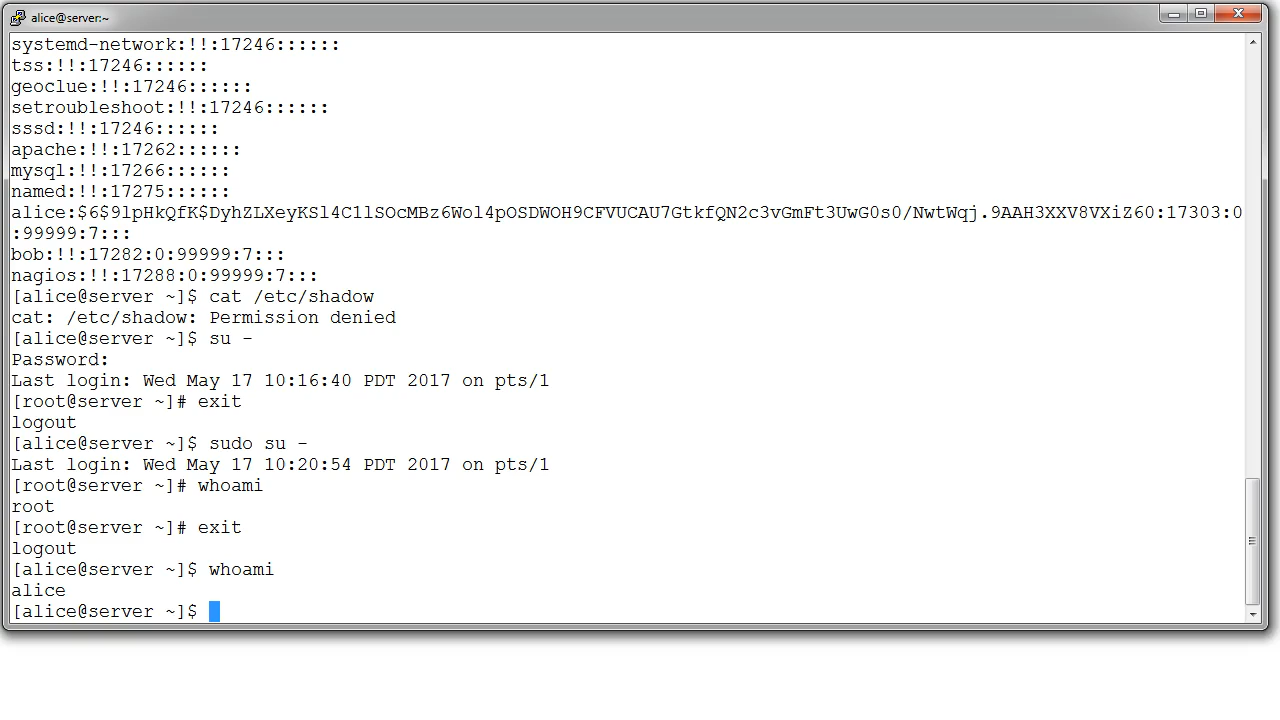 alice@server:~
systemd-network:!!:17246::::::
tss:!!:17246::::::
geoclue:!!:17246::::::
setroubleshoot:!!:17246::::::
sssd:!!:17246::::::
apache:!!:17262::::::
mysql:!!:17266::::::
named:!!:17275::::::
alice:$6$9lpHkQfK$DyhZLXeyKSl4C1lSOcMBz6Wol4pOSDWOH9CFVUCAU7GtkfQN2c3vGmFt3UwG0s0/NwtWqj.9AAH3XXV8VXiZ60:17303:0
:99999:7:::
bob:!!:17282:0:99999:7:::
nagios:!!:17288:0:99999:7:::
[alice@server ~]$ cat /etc/shadow
cat: /etc/shadow: Permission denied
[alice@server ~]$ su -
Password:
Last login: Wed May 17 10:16:40 PDT 2017 on pts/1
[root@server ~]# exit
logout
[alice@server ~]$ sudo su -
Last login: Wed May 17 10:20:54 PDT 2017 on pts/1
[root@server ~]# whoami
root
[root@server ~]# exit
logout
[alice@server ~]$ whoami
alice
[alice@server ~]$